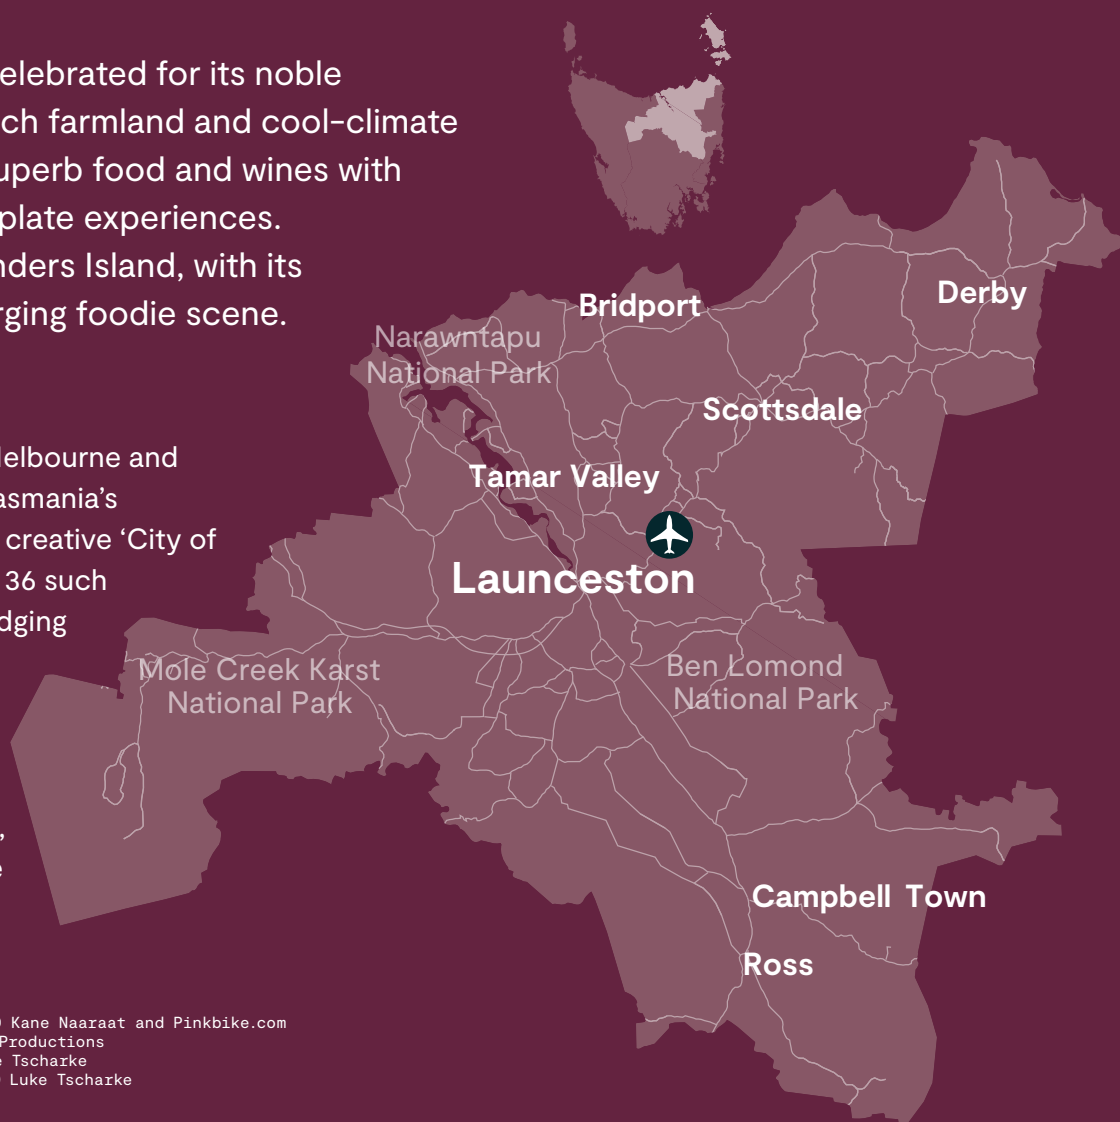 elebrated for its noble
ch farmland and cool-climate
uperb food and wines with
plate experiences.
nders Island, with its
rging foodie scene.
elbourne and
asmania's
creative ‘City of
36 such
dging
,
e
Kane Naaraat and Pinkbike.com
Productions
e Tscharke
Luke Tscharke
Bridport
Derby
Narawntapu
National Park
Scottsdale
Tamar Valley
Launceston
Mole Creek Karst
National Park
Ben Lomond
National Park
Campbell Town
Ross